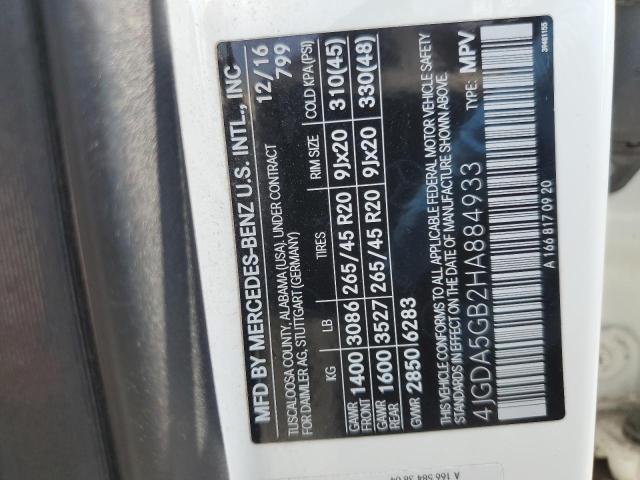 MFD BY MERCEDES-BENZ U.S. INTL., INC
TUSCALOOSA COUNTY, ALABAMA (USA), UNDER CONTRACT 12/16
FOR DAIMLER AG, STUTTGART (GERMANY) 799
KG LB TIRES RIM SIZE COLD KPA (PSI)
GAWR FRONT 1400 3086 265/45 R20 9Jx20 310(45)
GAWR REAR 1600 3527 265/45 R20 9Jx20 330(48)
GVWR 2850 6283
THIS VEHICLE CONFORMS TO ALL APPLICABLE FEDERAL MOTOR VEHICLE SAFETY
STANDARDS IN EFFECT ON THE DATE OF MANUFACTURE SHOWN ABOVE.
4JGDA5GB2HA884933 TYPE: MPV
A 166 817 09 20
A 166 584 38 04